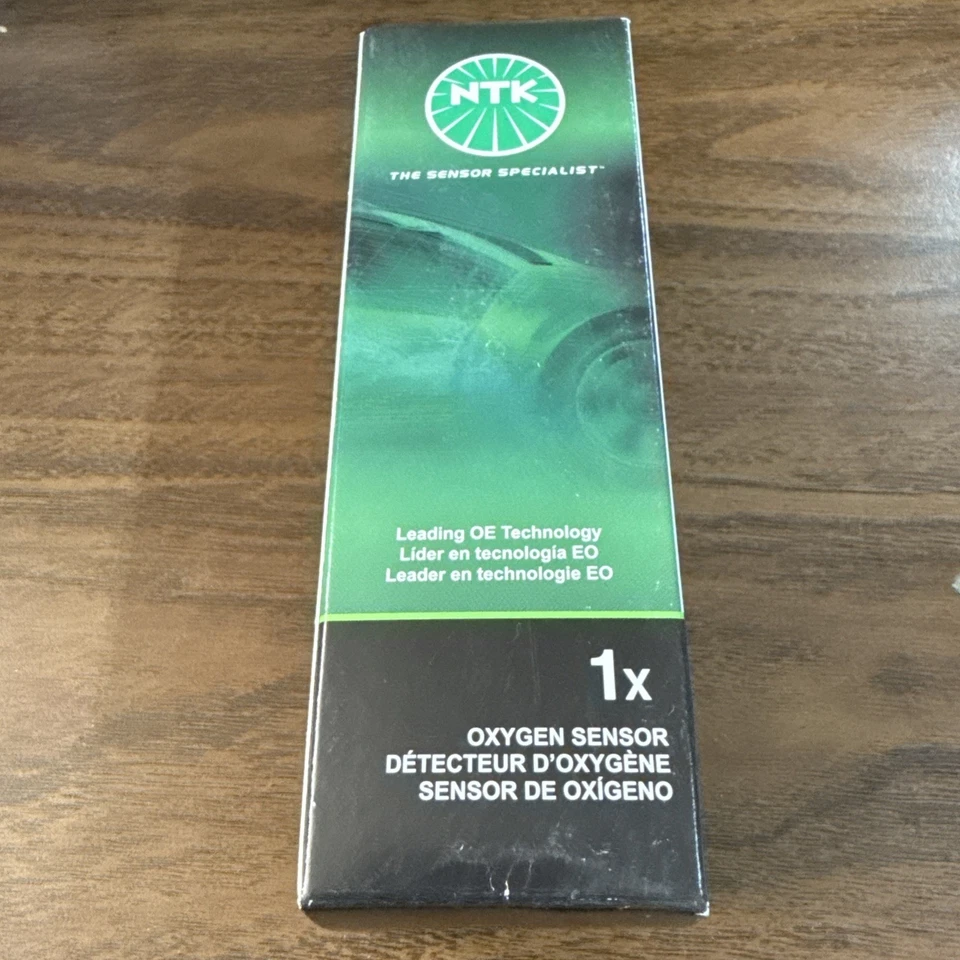 NTK
THE SENSOR SPECIALIST™
Leading OE Technology
Líder en tecnología EO
Leader en technologie EO
1x
OXYGEN SENSOR
DÉTECTEUR D'OXYGÈNE
SENSOR DE OXÍGENO